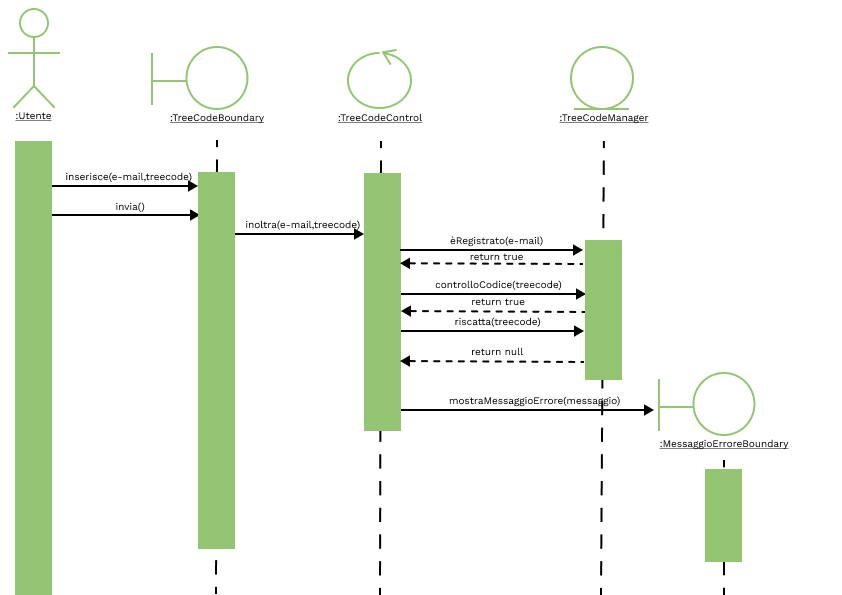 :Utente
:TreeCodeBoundary
:TreeCodeControl
:TreeCodeManager
inserisce(e-mail,treecode)
invia()
inoltra(e-mail,treecode)
èRegistrato(e-mail)
return true
controlloCodice(treecode)
return true
riscatta(treecode)
return null
mostraMessaggioErrore(messaggio)
:MessaggioErroreBoundary